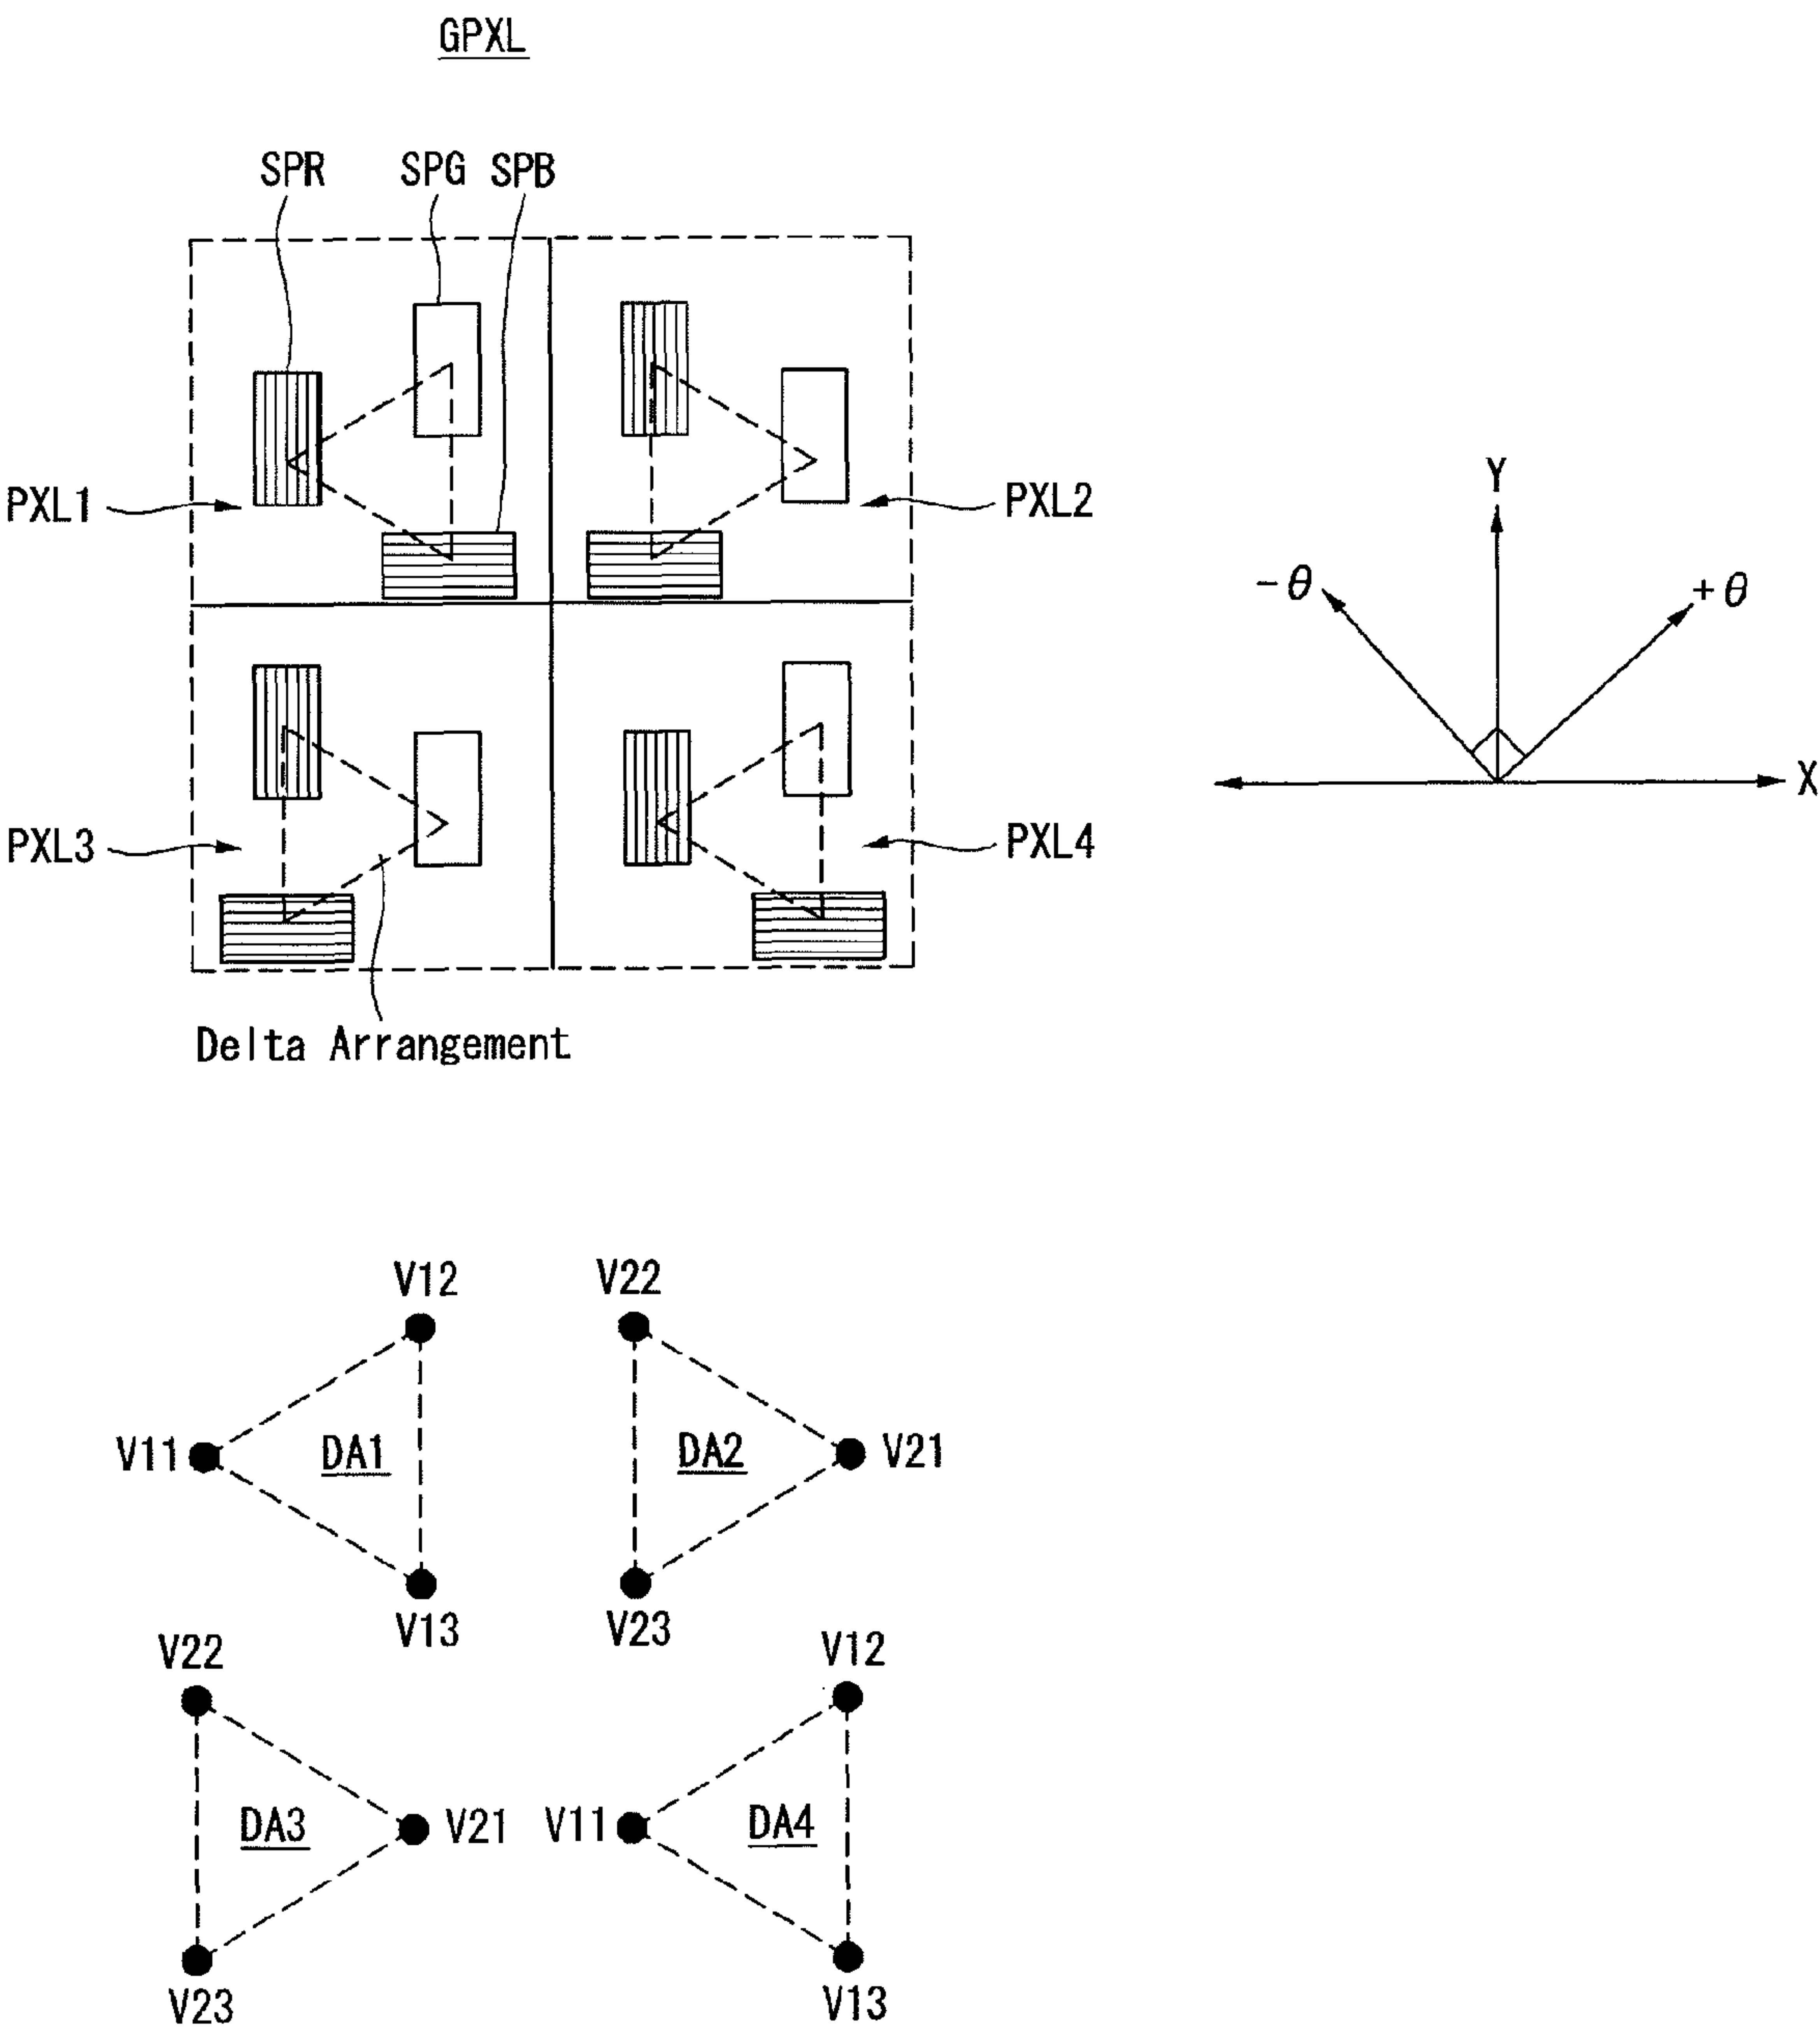 GPXL
SPR SPG SPB
PXL1 PXL2
PXL3 PXL4
Delta Arrangement
Y
-θ +θ
X
V12 V22
V11 DA1 DA2 V21
V13 V23
V22 V12
DA3 V21 V11 DA4
V23 V13